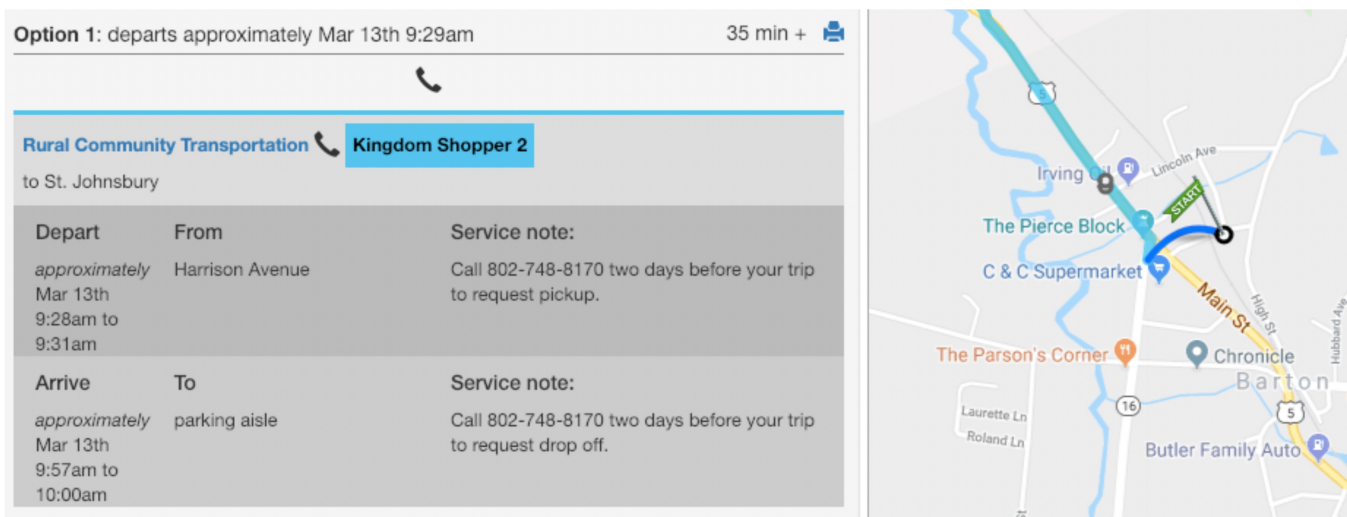 Option 1: departs approximately Mar 13th 9:29am
35 min +
Rural Community Transportation Kingdom Shopper 2
to St. Johnsbury
Depart From Service note:
approximately Harrison Avenue Call 802-748-8170 two days before your trip
Mar 13th to request pickup.
9:28am to
9:31am
Arrive To Service note:
approximately parking aisle Call 802-748-8170 two days before your trip
Mar 13th to request drop off.
9:57am to
10:00am
5
Lincoln Ave
Irving Oil
START
The Pierce Block
C & C Supermarket
Main St
High St
Hubbard Ave
The Parson's Corner
Chronicle
Barton
16
5
Laurette Ln
Roland Ln
Butler Family Auto